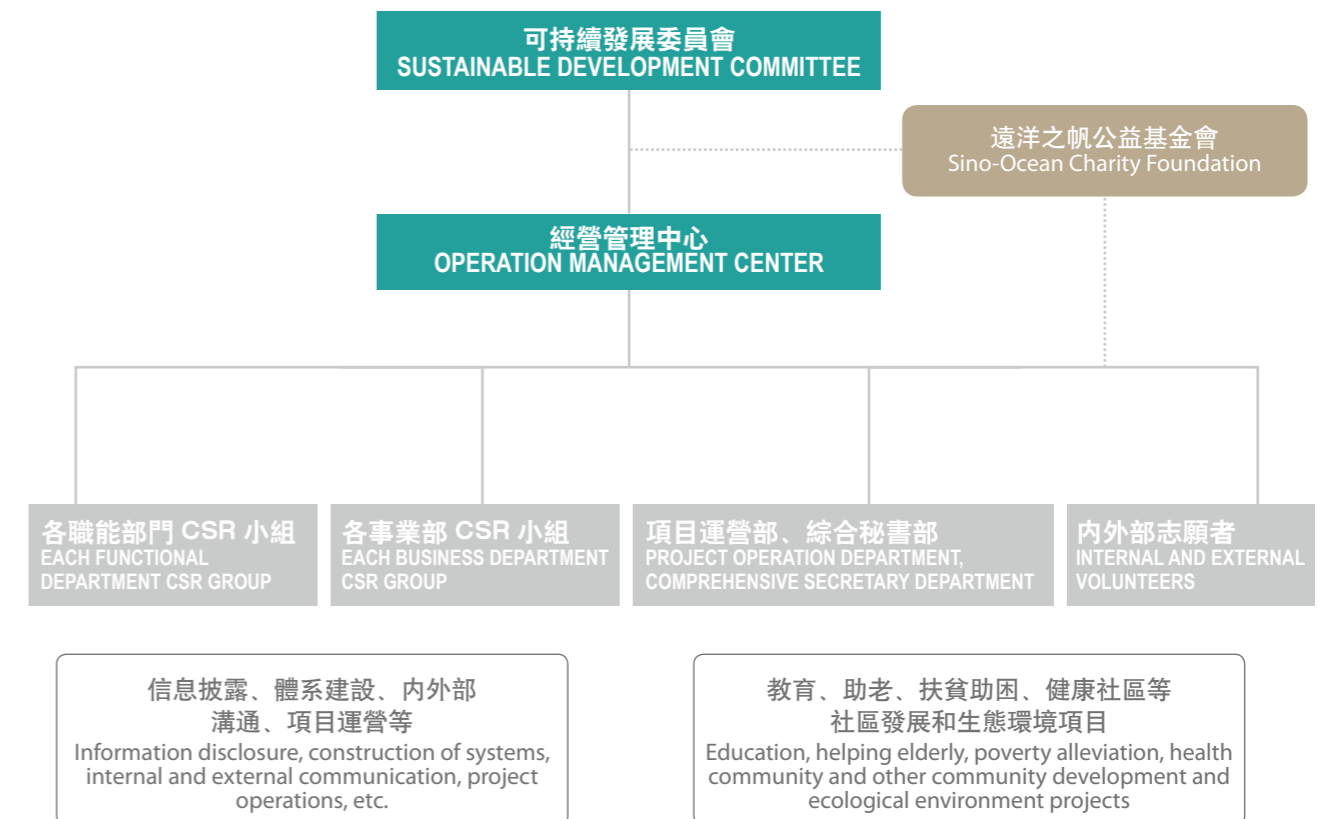 可持續發展委員會
SUSTAINABLE DEVELOPMENT COMMITTEE
遠洋之帆公益基金會
Sino-Ocean Charity Foundation
經營管理中心
OPERATION MANAGEMENT CENTER
各職能部門 CSR 小組
EACH FUNCTIONAL
DEPARTMENT CSR GROUP
各事業部 CSR 小組
EACH BUSINESS DEPARTMENT
CSR GROUP
項目運營部、綜合秘書部
PROJECT OPERATION DEPARTMENT,
COMPREHENSIVE SECRETARY DEPARTMENT
内外部志願者
INTERNAL AND EXTERNAL
VOLUNTEERS
信息披露、體系建設、内外部
溝通、項目運營等
Information disclosure, construction of systems,
internal and external communication, project
operations, etc.
教育、助老、扶貧助困、健康社區等
社區發展和生態環境項目
Education, helping elderly, poverty alleviation, health
community and other community development and
ecological environment projects